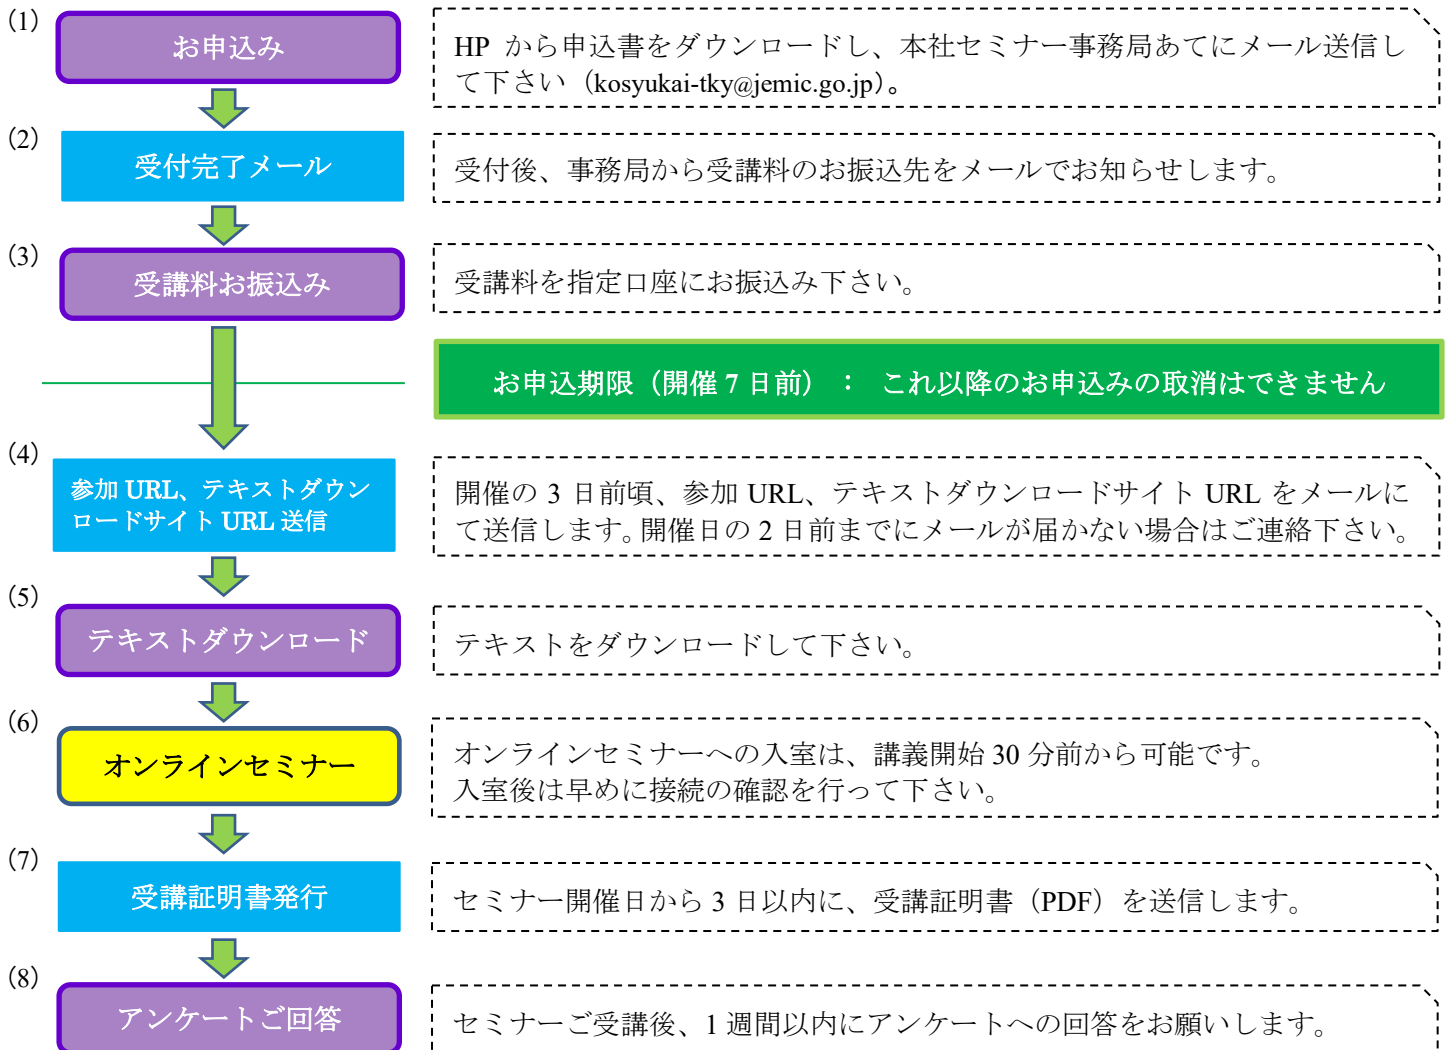 (1)
お申込み
HP から申込書をダウンロードし、本社セミナー事務局あてにメール送信し
て下さい（kosyukai-tky@jemic.go.jp）。
(2)
受付完了メール
受付後、事務局から受講料のお振込先をメールでお知らせします。
(3)
受講料お振込み
受講料を指定口座にお振込み下さい。
お申込期限（開催 7 日前）： これ以降のお申込みの取消はできません
(4)
参加 URL、テキストダウン
ロードサイト URL 送信
開催の 3 日前頃、参加 URL、テキストダウンロードサイト URL をメールに
て送信します。開催日の 2 日前までにメールが届かない場合はご連絡下さい。
(5)
テキストダウンロード
テキストをダウンロードして下さい。
(6)
オンラインセミナー
オンラインセミナーへの入室は、講義開始 30 分前から可能です。
入室後は早めに接続の確認を行って下さい。
(7)
受講証明書発行
セミナー開催日から 3 日以内に、受講証明書（PDF）を送信します。
(8)
アンケートご回答
セミナーご受講後、1 週間以内にアンケートへの回答をお願いします。